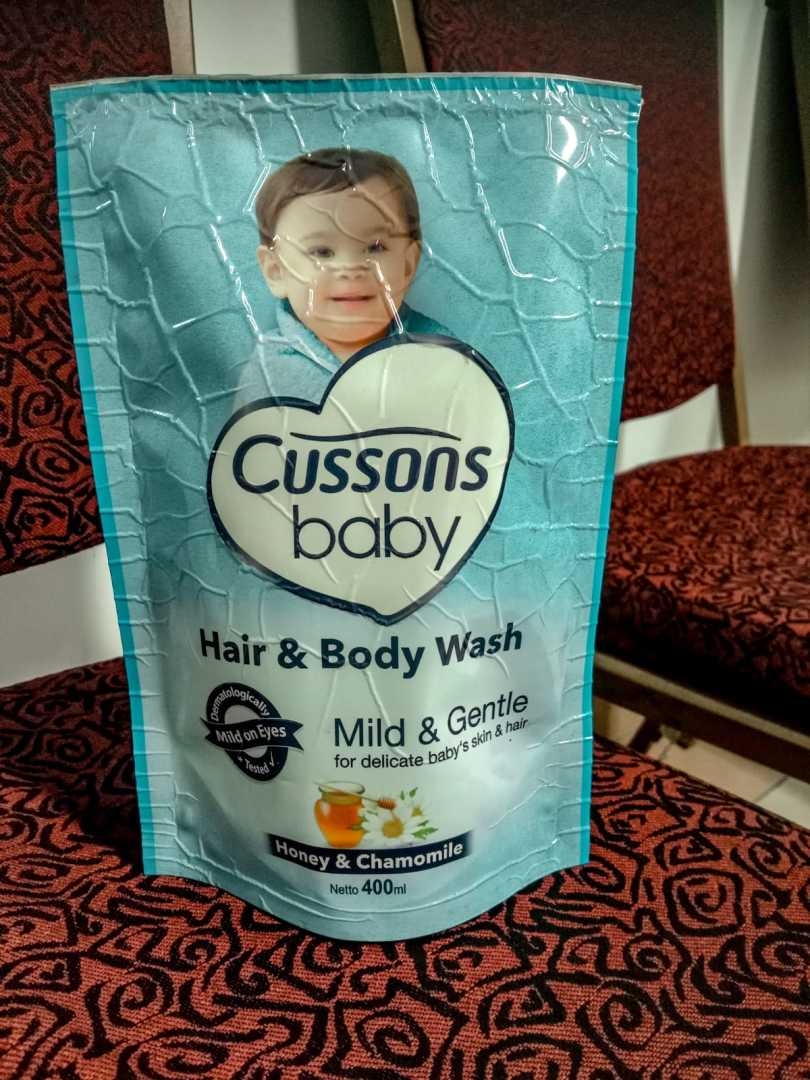 Cussons
baby
Hair & Body Wash
Dermatologically
Mild on Eyes
* Tested ✓
Mild & Gentle
for delicate baby's skin & hair
Honey & Chamomile
Netto 400ml